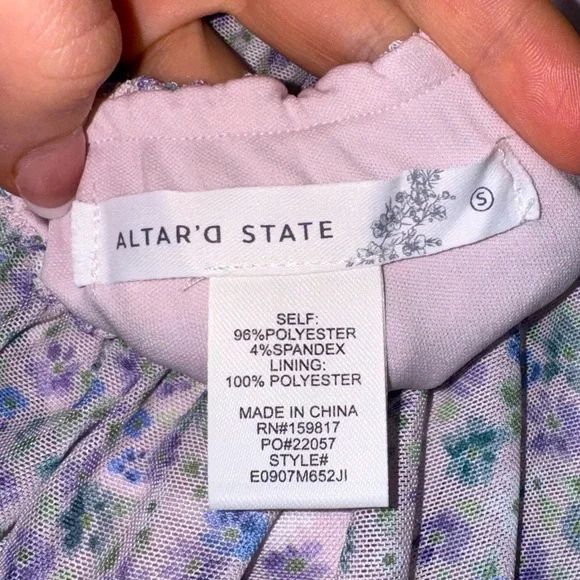 ALTAR'D STATE
S
SELF:
96%POLYESTER
4%SPANDEX
LINING:
100% POLYESTER
MADE IN CHINA
RN#159817
PO#22057
STYLE#
E0907M652JI